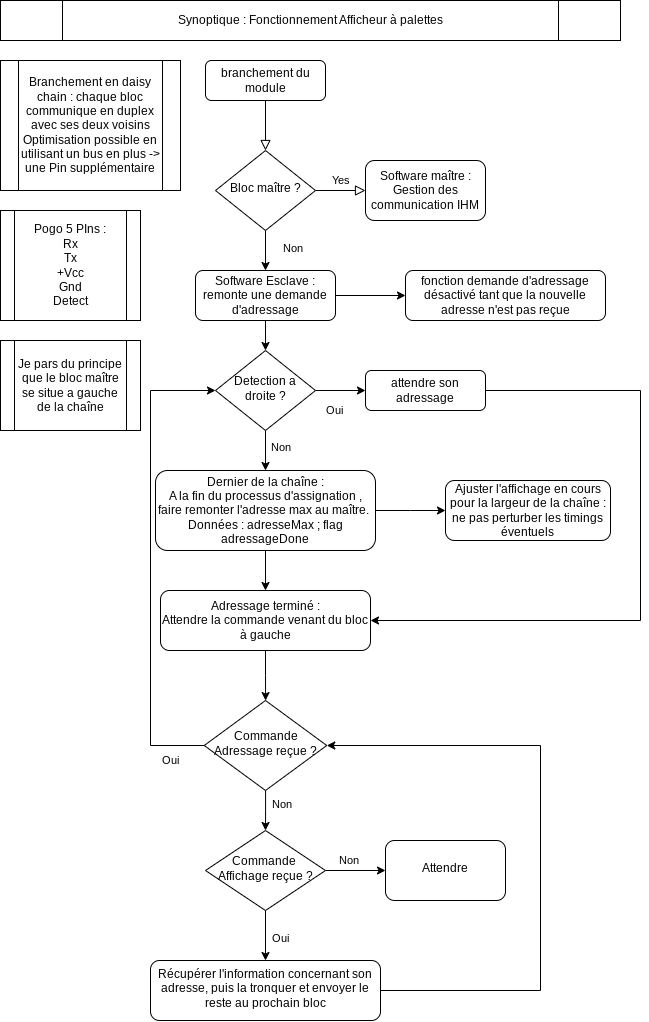 Synoptique : Fonctionnement Afficheur à palettes
Branchement en daisy
chain : chaque bloc
communique en duplex
avec ses deux voisins
Optimisation possible en
utilisant un bus en plus ->
une Pin supplémentaire
branchement du
module
Bloc maître ?
Yes
Software maître :
Gestion des
communication IHM
Pogo 5 PIns :
Rx
Tx
+Vcc
Gnd
Detect
Non
Software Esclave :
remonte une demande
d'adressage
fonction demande d'adressage
désactivé tant que la nouvelle
adresse n'est pas reçue
Je pars du principe
que le bloc maître
se situe a gauche
de la chaîne
Detection a
droite ?
Oui
attendre son
adressage
Non
Dernier de la chaîne :
A la fin du processus d'assignation ,
faire remonter l'adresse max au maître.
Données : adresseMax ; flag
adressageDone
Ajuster l'affichage en cours
pour la largeur de la chaîne :
ne pas perturber les timings
éventuels
Adressage terminé :
Attendre la commande venant du bloc
à gauche
Commande
Adressage reçue ?
Oui
Non
Commande
Affichage reçue ?
Non
Attendre
Oui
Récupérer l'information concernant son
adresse, puis la tronquer et envoyer le
reste au prochain bloc